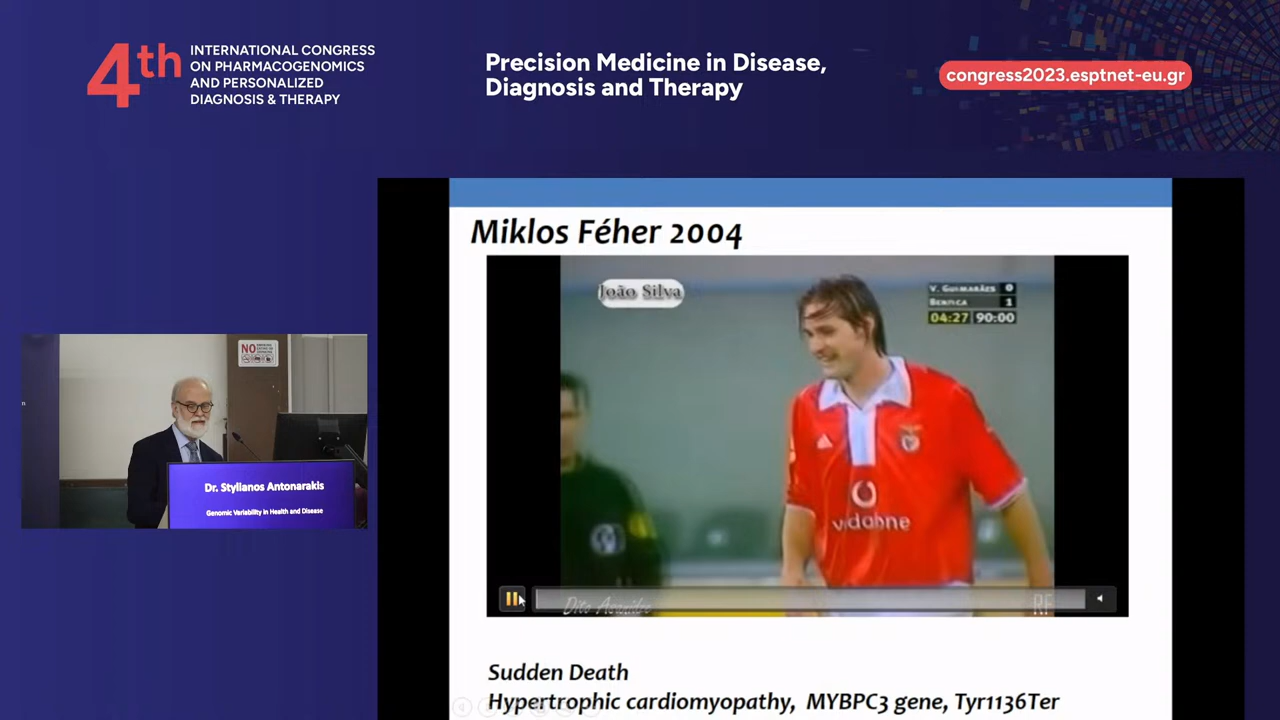 4th
INTERNATIONAL CONGRESS
ON PHARMACOGENOMICS
AND PERSONALIZED
DIAGNOSIS & THERAPY
Precision Medicine in Disease,
Diagnosis and Therapy
congress2023.esptnet-eu.gr
Miklos Féher 2004
João Silva
V. GUIMARÃES 0
BENFICA 1
04:27 90:00
vodafone
RF
NO
Dr. Stylianos Antonarakis
Genomic Variability in Health and Disease
Sudden Death
Hypertrophic cardiomyopathy, MYBPC3 gene, Tyr1136Ter